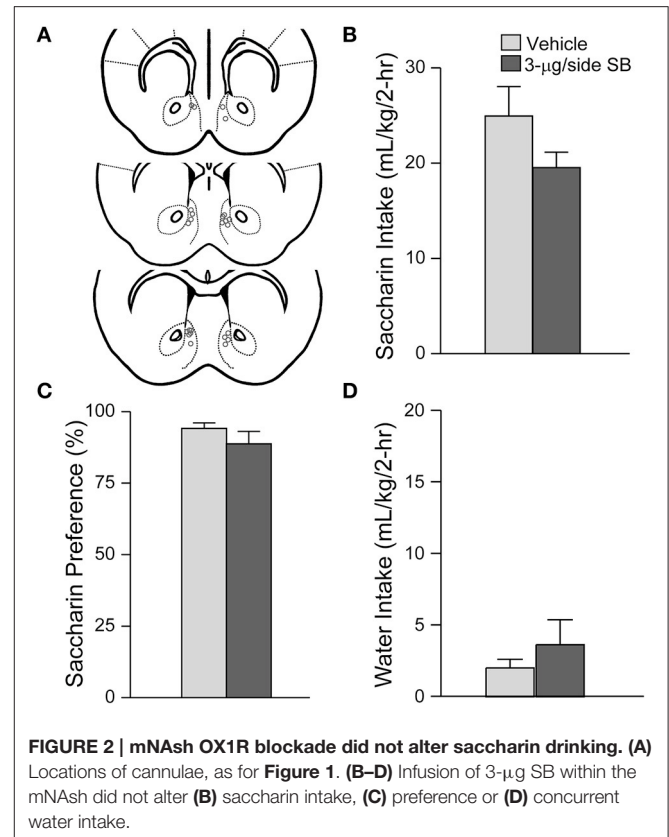 A
B
Vehicle
3-μg/side SB
30
20
10
0
Saccharin Intake (mL/kg/2-hr)
C
100
75
50
25
0
Saccharin Preference (%)
D
20
15
10
5
0
Water Intake (mL/kg/2-hr)
FIGURE 2 | mNAsh OX1R blockade did not alter saccharin drinking. (A)
Locations of cannulae, as for Figure 1. (B–D) Infusion of 3-μg SB within the
mNAsh did not alter (B) saccharin intake, (C) preference or (D) concurrent
water intake.